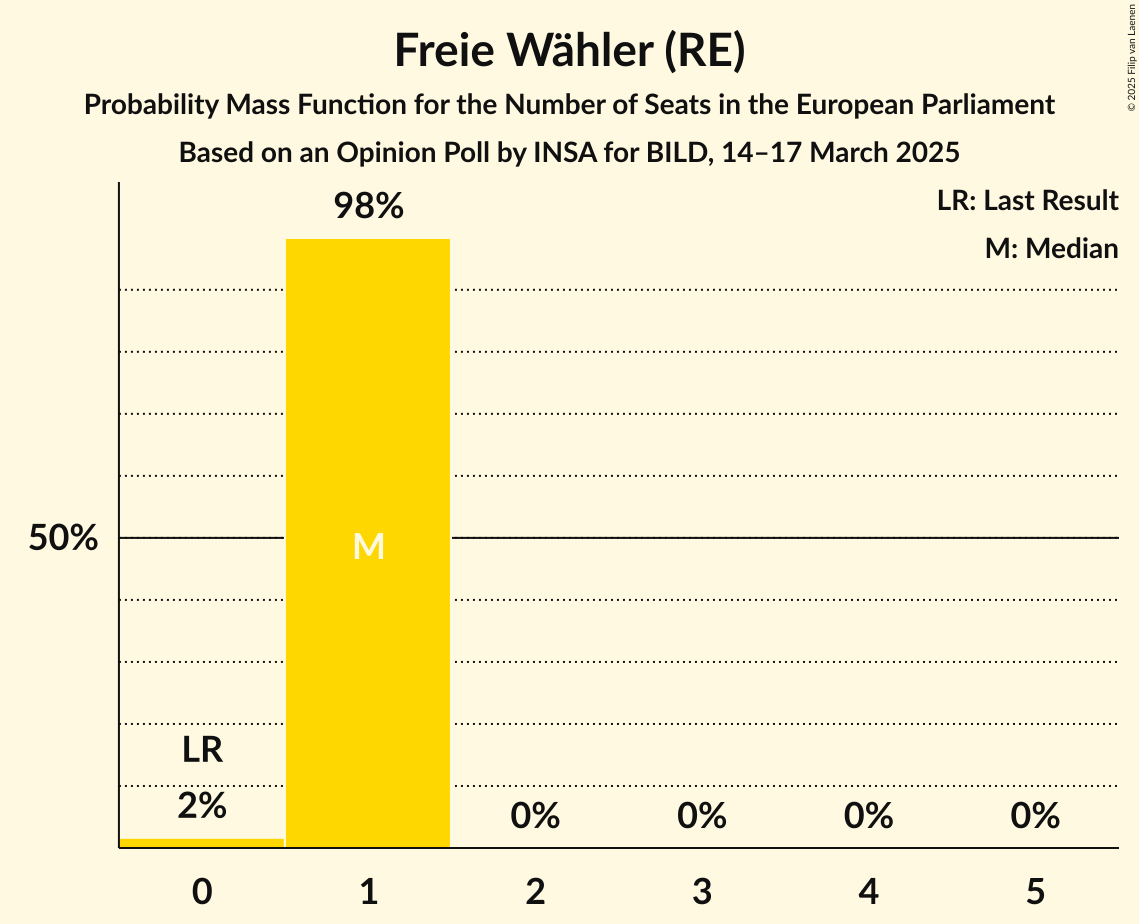 Freie Wähler (RE)
Probability Mass Function for the Number of Seats in the European Parliament
Based on an Opinion Poll by INSA for BILD, 14–17 March 2025
© 2025 Filip van Laenen
LR: Last Result
M: Median
98%
50%
M
LR
2%
0%
0%
0%
0%
0
1
2
3
4
5